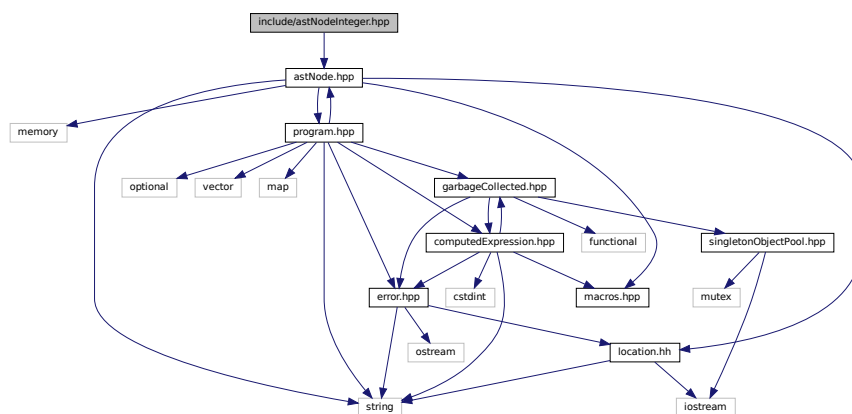 include/astNodeInteger.hpp
astNode.hpp
memory
program.hpp
optional
vector
map
garbageCollected.hpp
computedExpression.hpp
functional
singletonObjectPool.hpp
error.hpp
cstdint
macros.hpp
mutex
ostream
location.hh
string
iostream